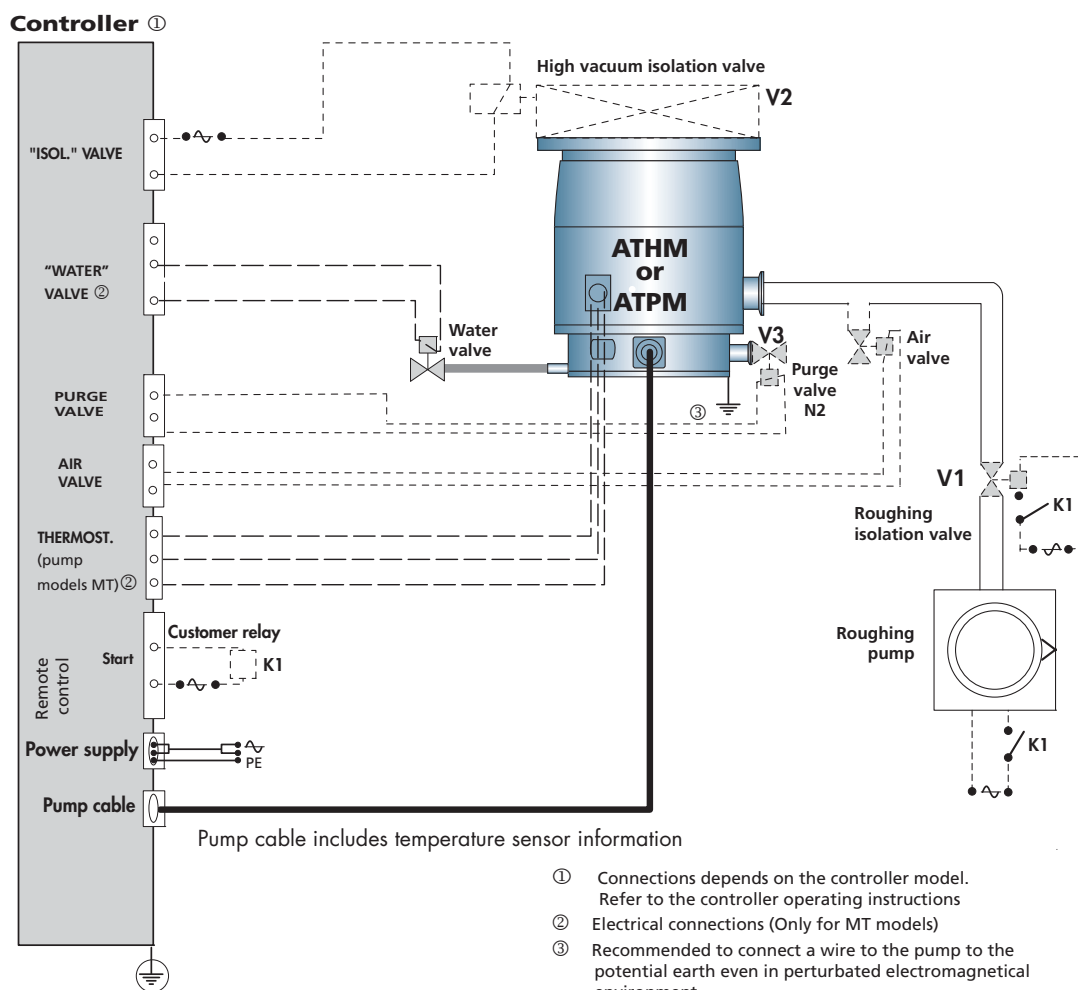 Controller ①
High vacuum isolation valve
V2
"ISOL." VALVE
ATHM
or
ATPM
"WATER"
VALVE ②
Water
valve
V3
Purge
valve
N2
Air
valve
③
PURGE
VALVE
AIR
VALVE
V1
K1
Roughing
isolation valve
THERMOST.
(pump
models MT)②
Customer relay
Start
K1
Remote
control
Roughing
pump
K1
Power supply
PE
Pump cable
Pump cable includes temperature sensor information
① Connections depends on the controller model.
Refer to the controller operating instructions
② Electrical connections (Only for MT models)
③ Recommended to connect a wire to the pump to the
potential earth even in perturbated electromagnetical